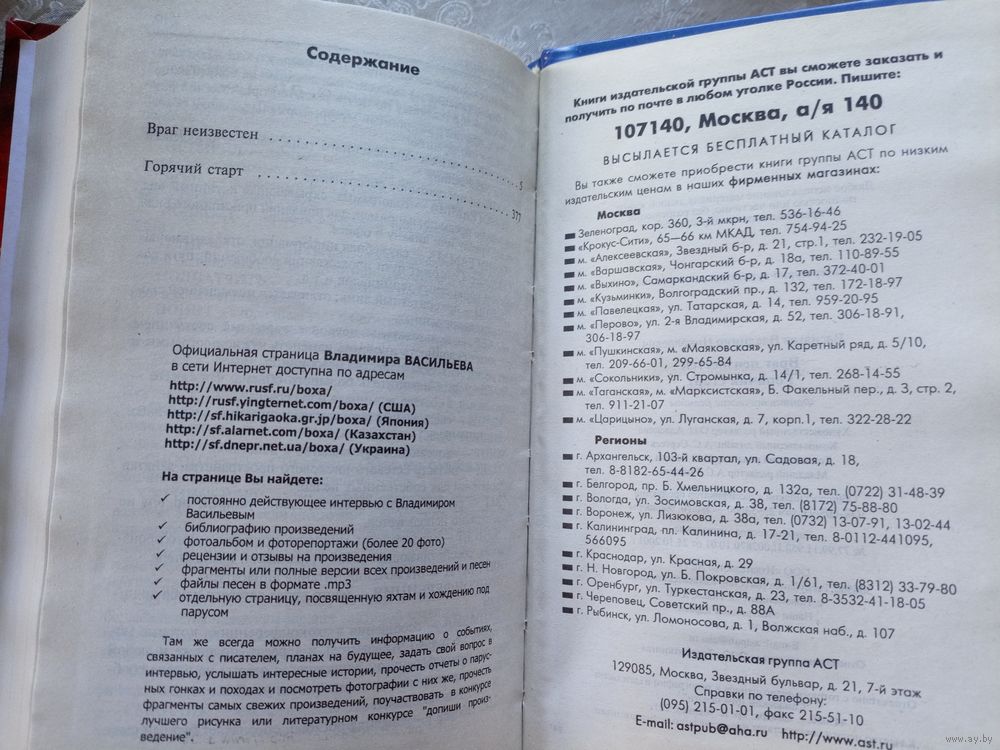 Содержание
Враг неизвестен . . . . . . . . . . . . . . . . . . . . . . . . . . 5
Горячий старт . . . . . . . . . . . . . . . . . . . . . . . . . . . 377
Официальная страница Владимира ВАСИЛЬЕВА
в сети Интернет доступна по адресам
http://www.rusf.ru/boxa/
http://rusf.yingternet.com/boxa/ (США)
http://sf.hikarigaoka.gr.jp/boxa/ (Япония)
http://sf.alarnet.com/boxa/ (Казахстан)
http://sf.dnepr.net.ua/boxa/ (Украина)
На странице Вы найдете:
✓ постоянно действующее интервью с Владимиром
Васильевым
✓ библиографию произведений
✓ фотоальбом и фоторепортажи (более 20 фото)
✓ рецензии и отзывы на произведения
✓ фрагменты или полные версии всех произведений и песен
✓ файлы песен в формате .mp3
✓ отдельную страницу, посвященную яхтам и хождению под
парусом
Там же всегда можно получить информацию о событиях,
связанных с писателем, планах на будущее, задать свой вопрос в
интервью, услышать интересные истории, прочесть отчеты о парус-
ных гонках и походах и посмотреть фотографии с них же, прочесть
фрагменты самых свежих произведений, поучаствовать в конкурсе
лучшего рисунка или литературном конкурсе "допиши произ-
ведение".
Книги издательской группы АСТ вы сможете заказать и
получить по почте в любом уголке России. Пишите:
107140, Москва, а/я 140
ВЫСЫЛАЕТСЯ БЕСПЛАТНЫЙ КАТАЛОГ
Вы также сможете приобрести книги группы АСТ по низким
издательским ценам в наших фирменных магазинах:
Москва
Зеленоград, кор. 360, 3-й мкрн, тел. 536-16-46
«Крокус-Сити», 65—66 км МКАД, тел. 754-94-25
м. «Алексеевская», Звездный б-р, д. 21, стр.1, тел. 232-19-05
м. «Варшавская», Чонгарский б-р, д. 18а, тел. 110-89-55
м. «Выхино», Самаркандский б-р, д. 17, тел. 372-40-01
м. «Кузьминки», Волгоградский пр., д. 132, тел. 172-18-97
м. «Павелецкая», ул. Татарская, д. 14, тел. 959-20-95
м. «Перово», ул. 2-я Владимирская, д. 52, тел. 306-18-91,
306-18-97
м. «Пушкинская», м. «Маяковская», ул. Каретный ряд, д. 5/10,
тел. 209-66-01, 299-65-84
м. «Сокольники», ул. Стромынка, д. 14/1, тел. 268-14-55
м. «Таганская», м. «Марксистская», Б. Факельный пер., д. 3, стр. 2,
тел. 911-21-07
м. «Царицыно», ул. Луганская, д. 7, корп.1, тел. 322-28-22
Регионы
г. Архангельск, 103-й квартал, ул. Садовая, д. 18,
тел. 8-8182-65-44-26
г. Белгород, пр. Б. Хмельницкого, д. 132а, тел. (0722) 31-48-39
г. Вологда, ул. Зосимовская, д. 38, тел. (8172) 75-88-80
г. Воронеж, ул. Лизюкова, д. 38а, тел. (0732) 13-07-91, 13-02-44
г. Калининград, пл. Калинина, д. 17-21, тел. 8-0112-441095,
566095
г. Краснодар, ул. Красная, д. 29
г. Н. Новгород, ул. Б. Покровская, д. 1/61, тел. (8312) 33-79-80
г. Оренбург, ул. Туркестанская, д. 23, тел. 8-3532-41-18-05
г. Череповец, Советский пр., д. 88А
г. Рыбинск, ул. Ломоносова, д. 1, Волжская наб., д. 107
Издательская группа АСТ
129085, Москва, Звездный бульвар, д. 21, 7-й этаж
Справки по телефону:
(095) 215-01-01, факс 215-51-10
E-mail: astpub@aha.ru http://www.ast.ru
www.ay.by